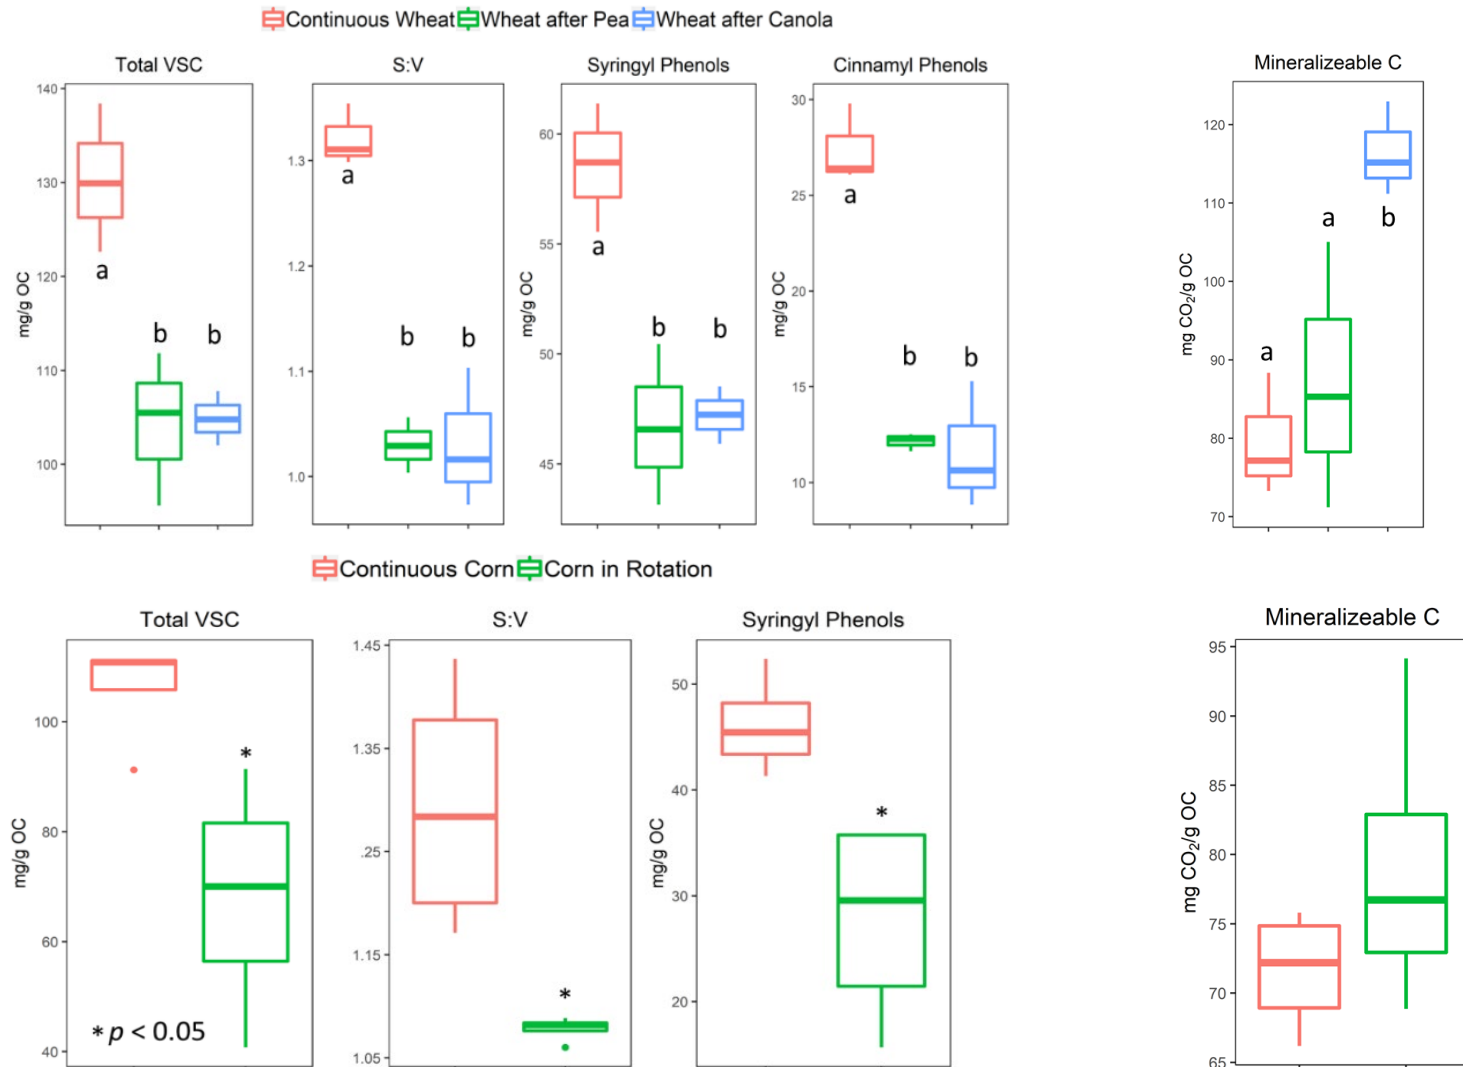 Continuous Wheat Wheat after Pea Wheat after Canola
Total VSC
S:V
Syringyl Phenols
Cinnamyl Phenols
Mineralizeable C
mg/g OC
140
130
120
110
100
a
b
b
1.3
1.2
1.1
1.0
a
b
b
mg/g OC
60
55
50
45
a
b
b
mg/g OC
30
25
20
15
10
a
b
b
mg CO₂/g OC
120
110
100
90
80
70
a
a
b
Continuous Corn Corn in Rotation
Total VSC
S:V
Syringyl Phenols
Mineralizeable C
mg/g OC
100
80
60
40
*
* p < 0.05
1.45
1.35
.25
1.15
1.05
*
mg/g OC
50
40
30
20
*
mg CO₂/g OC
95
90
85
80
75
70
65